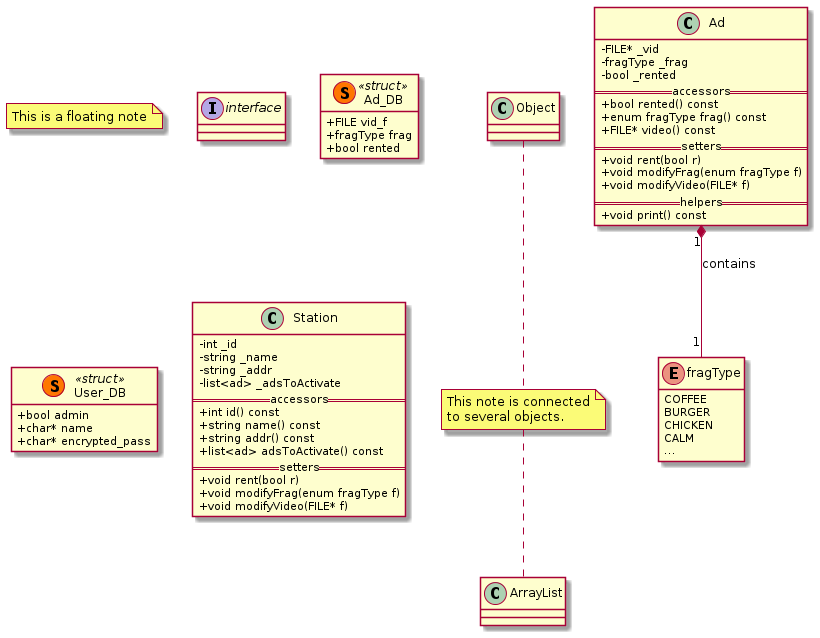 This is a floating note
I interface
S «struct»
Ad_DB
+FILE vid_f
+fragType frag
+bool rented
C Object
C Ad
-FILE* _vid
-fragType _frag
-bool _rented
accessors
+bool rented() const
+enum fragType frag() const
+FILE* video() const
setters
+void rent(bool r)
+void modifyFrag(enum fragType f)
+void modifyVideo(FILE* f)
helpers
+void print() const
1
contains
1
S «struct»
User_DB
+bool admin
+char* name
+char* encrypted_pass
C Station
-int _id
-string _name
-string _addr
-list<ad> _adsToActivate
accessors
+int id() const
+string name() const
+string addr() const
+list<ad> adsToActivate() const
setters
+void rent(bool r)
+void modifyFrag(enum fragType f)
+void modifyVideo(FILE* f)
This note is connected
to several objects.
E fragType
COFFEE
BURGER
CHICKEN
CALM
...
C ArrayList